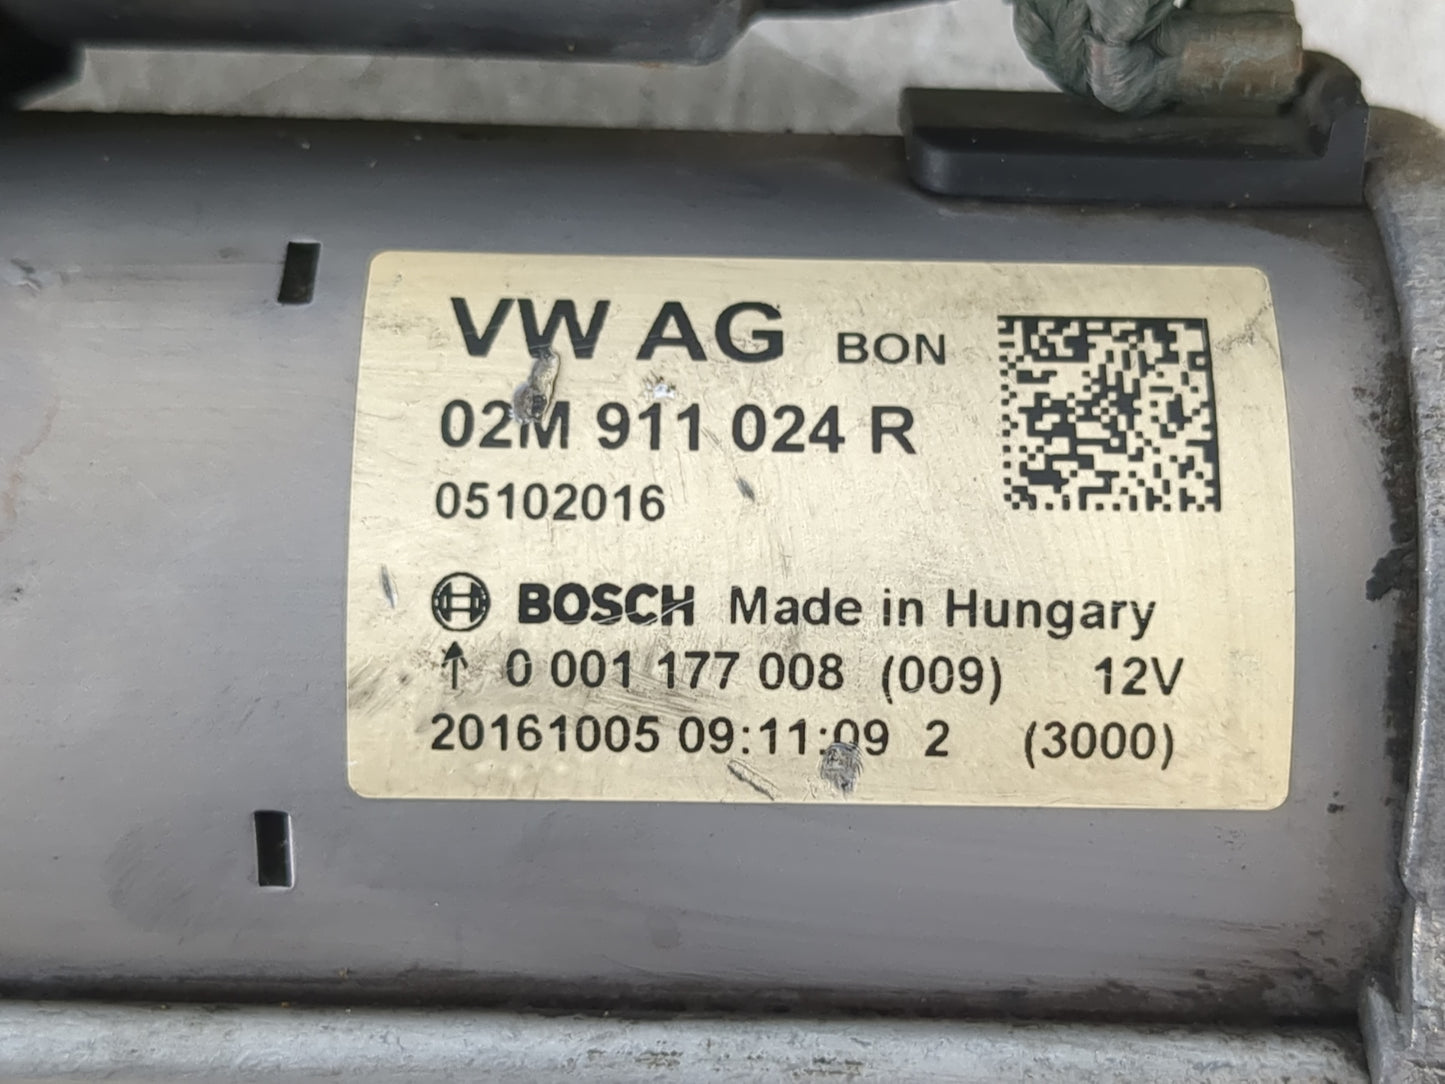 VW AG BON
02M 911 024 R
05102016
BOSCH Made in Hungary
↑ 0 001 177 008 (009) 12V
20161005 09:11:09 2 (3000)